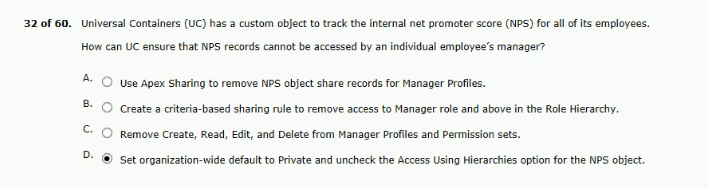 32 of 60. Universal Containers (UC) has a custom object to track the internal net promoter score (NPS) for all of its employees.
How can UC ensure that NPS records cannot be accessed by an individual employee's manager?
A. Use Apex Sharing to remove NPS object share records for Manager Profiles.
B. Create a criteria-based sharing rule to remove access to Manager role and above in the Role Hierarchy.
C. Remove Create, Read, Edit, and Delete from Manager Profiles and Permission sets.
D. Set organization-wide default to Private and uncheck the Access Using Hierarchies option for the NPS object.